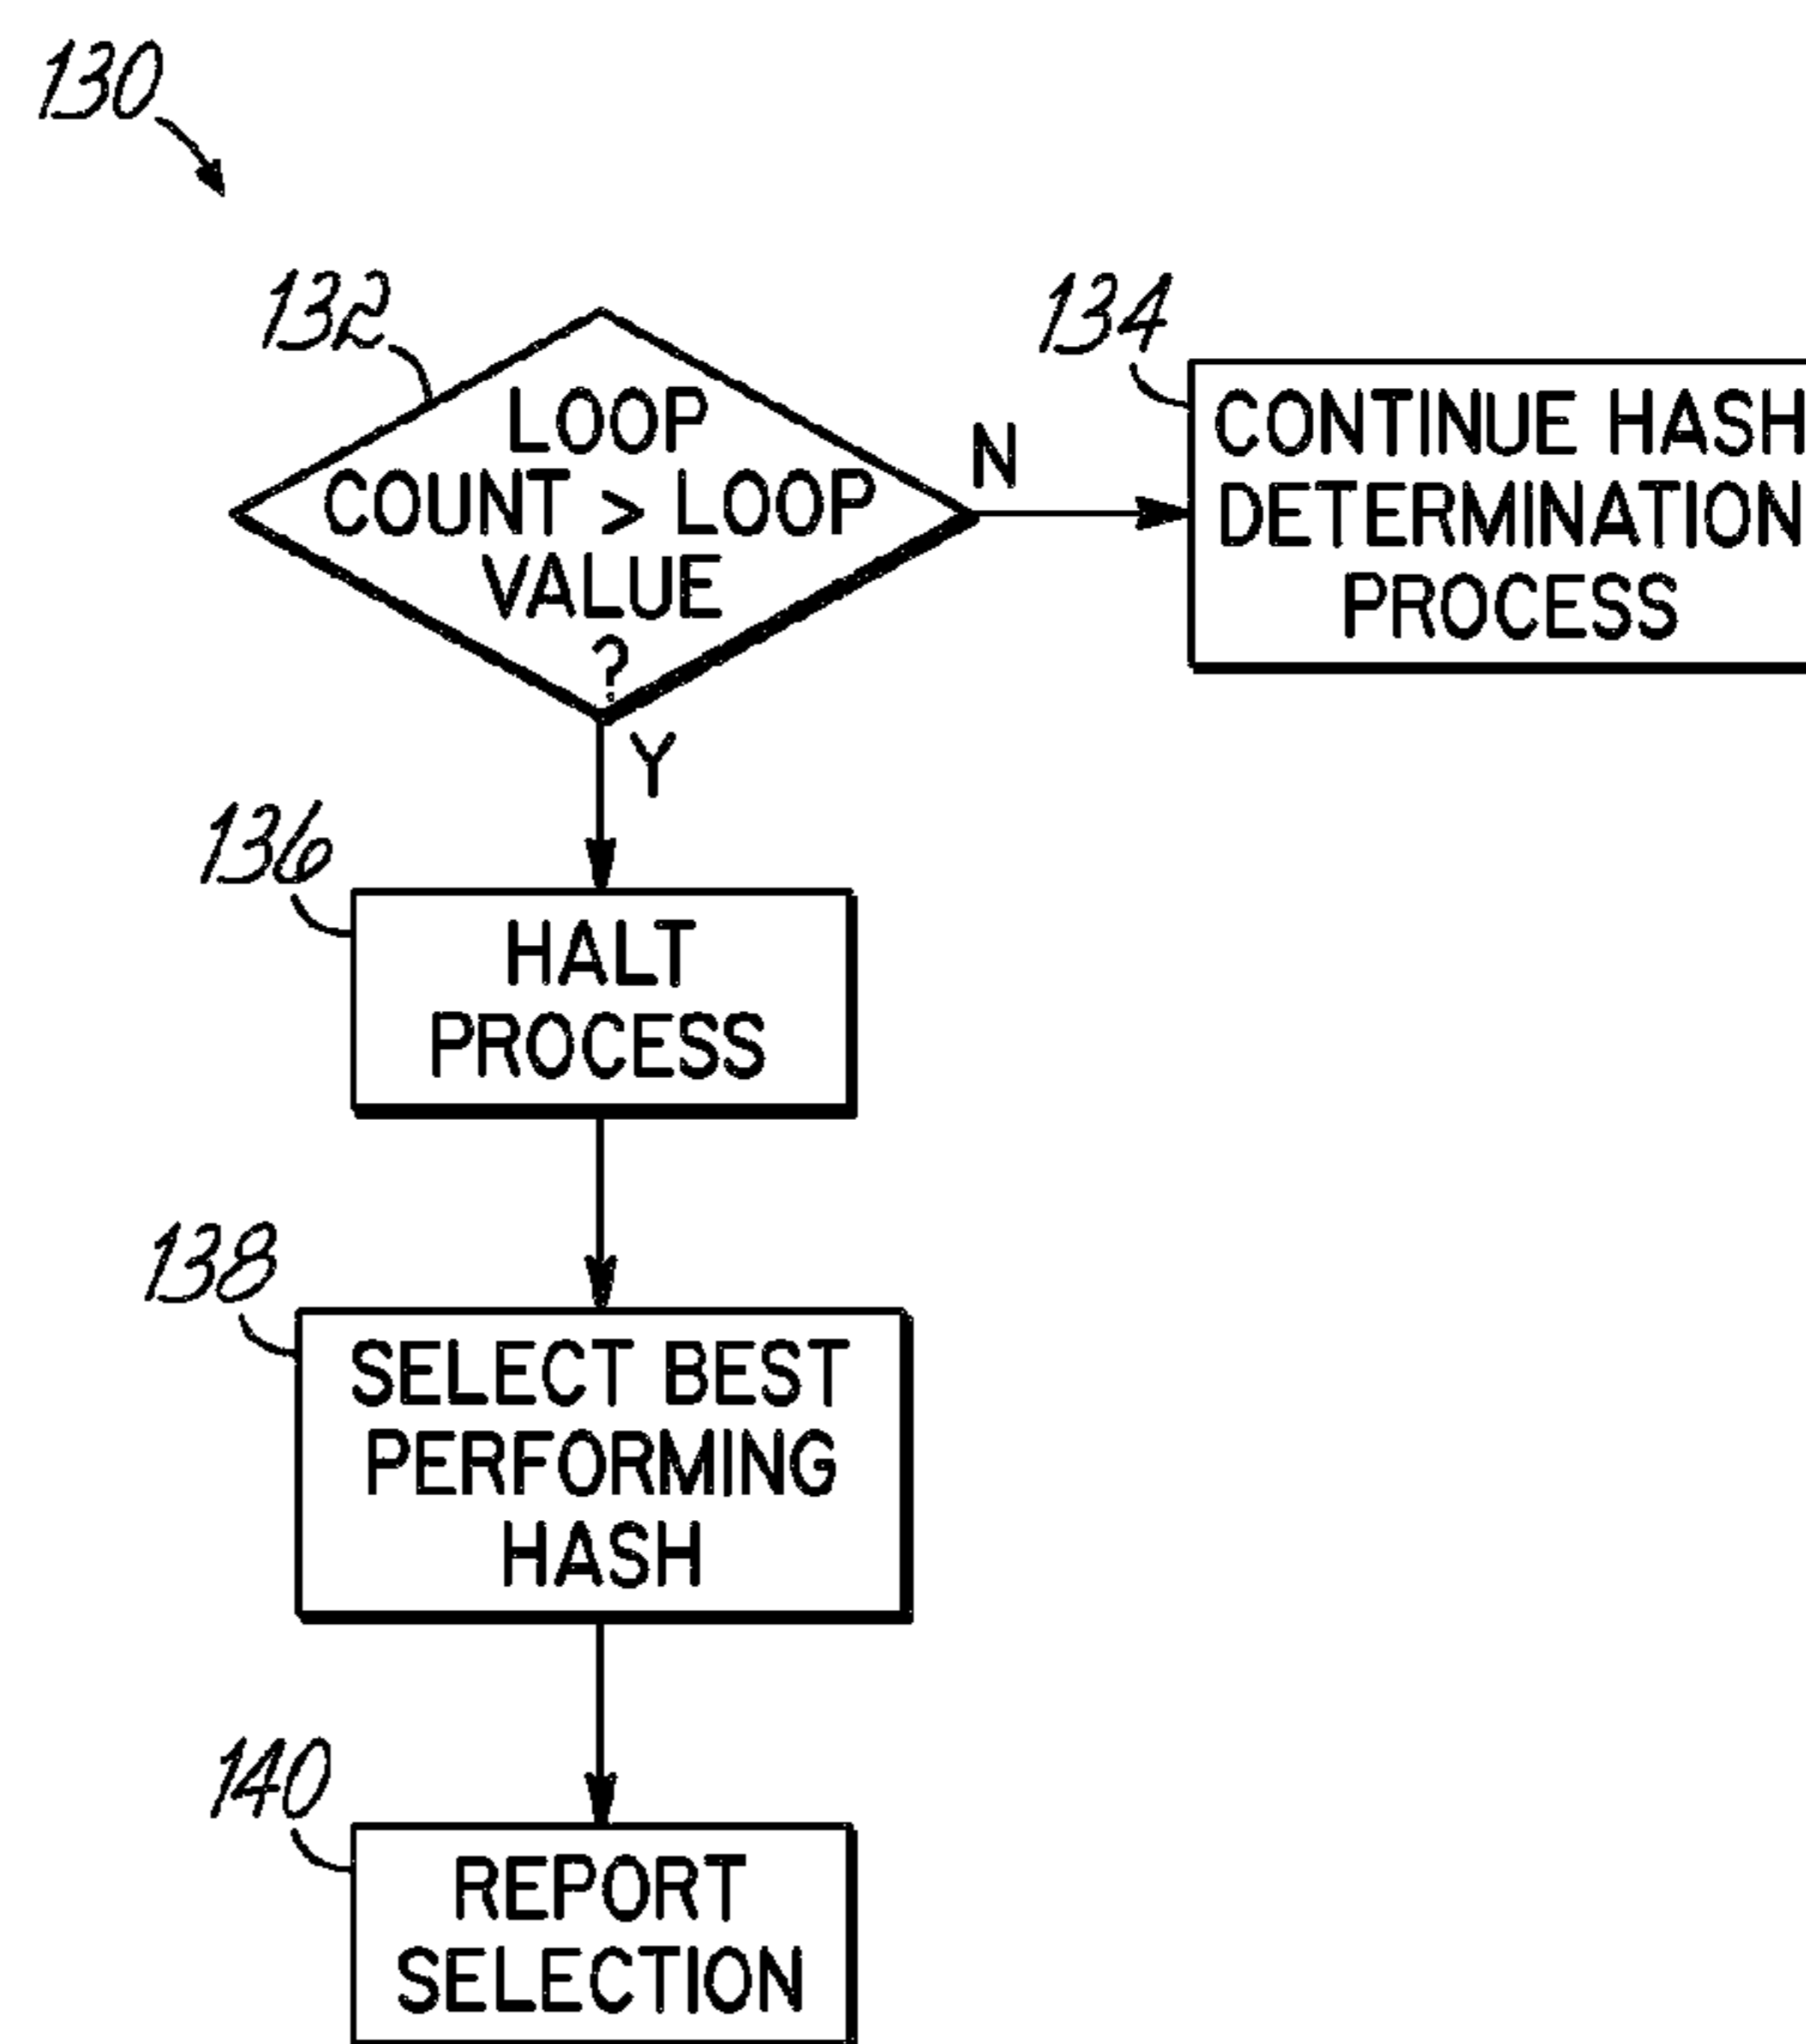 130
132
LOOP
COUNT > LOOP
VALUE
?
N
134
CONTINUE HASH
DETERMINATION
PROCESS
Y
136
HALT
PROCESS
138
SELECT BEST
PERFORMING
HASH
140
REPORT
SELECTION